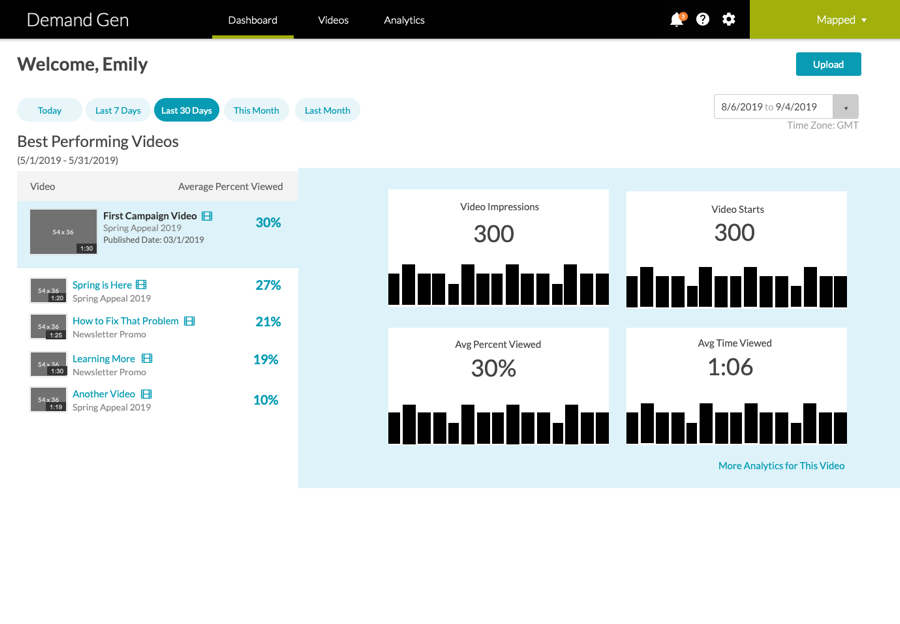 Demand Gen
Dashboard
Videos
Analytics
Mapped
Welcome, Emily
Upload
Today
Last 7 Days
Last 30 Days
This Month
Last Month
8/6/2019 to 9/4/2019
Time Zone: GMT
Best Performing Videos
(5/1/2019 - 5/31/2019)
Video
Average Percent Viewed
54 x 36
1:30
First Campaign Video
Spring Appeal 2019
Published Date: 03/1/2019
30%
54 x 36
1:20
Spring is Here
Spring Appeal 2019
27%
54 x 36
1:25
How to Fix That Problem
Newsletter Promo
21%
54 x 36
1:30
Learning More
Newsletter Promo
19%
54 x 36
1:19
Another Video
Spring Appeal 2019
10%
Video Impressions
300
Video Starts
300
Avg Percent Viewed
30%
Avg Time Viewed
1:06
More Analytics for This Video